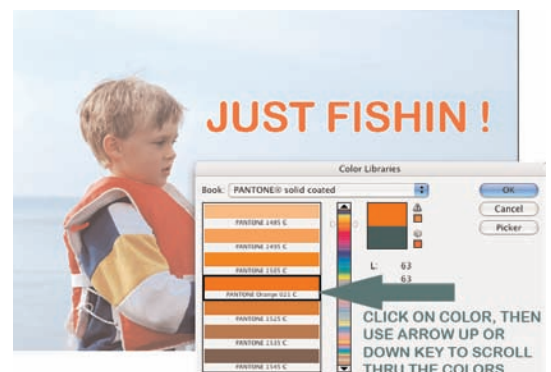 JUST FISHIN !
Color Libraries
Book: PANTONE® solid coated
OK
Cancel
Picker
PANTONE 1485 C
PANTONE 1495 C
PANTONE 1505 C
PANTONE Orange 021 C
PANTONE 1525 C
PANTONE 1535 C
PANTONE 1545 C
L: 63
63
CLICK ON COLOR, THEN
USE ARROW UP OR
DOWN KEY TO SCROLL
THRU THE COLORS